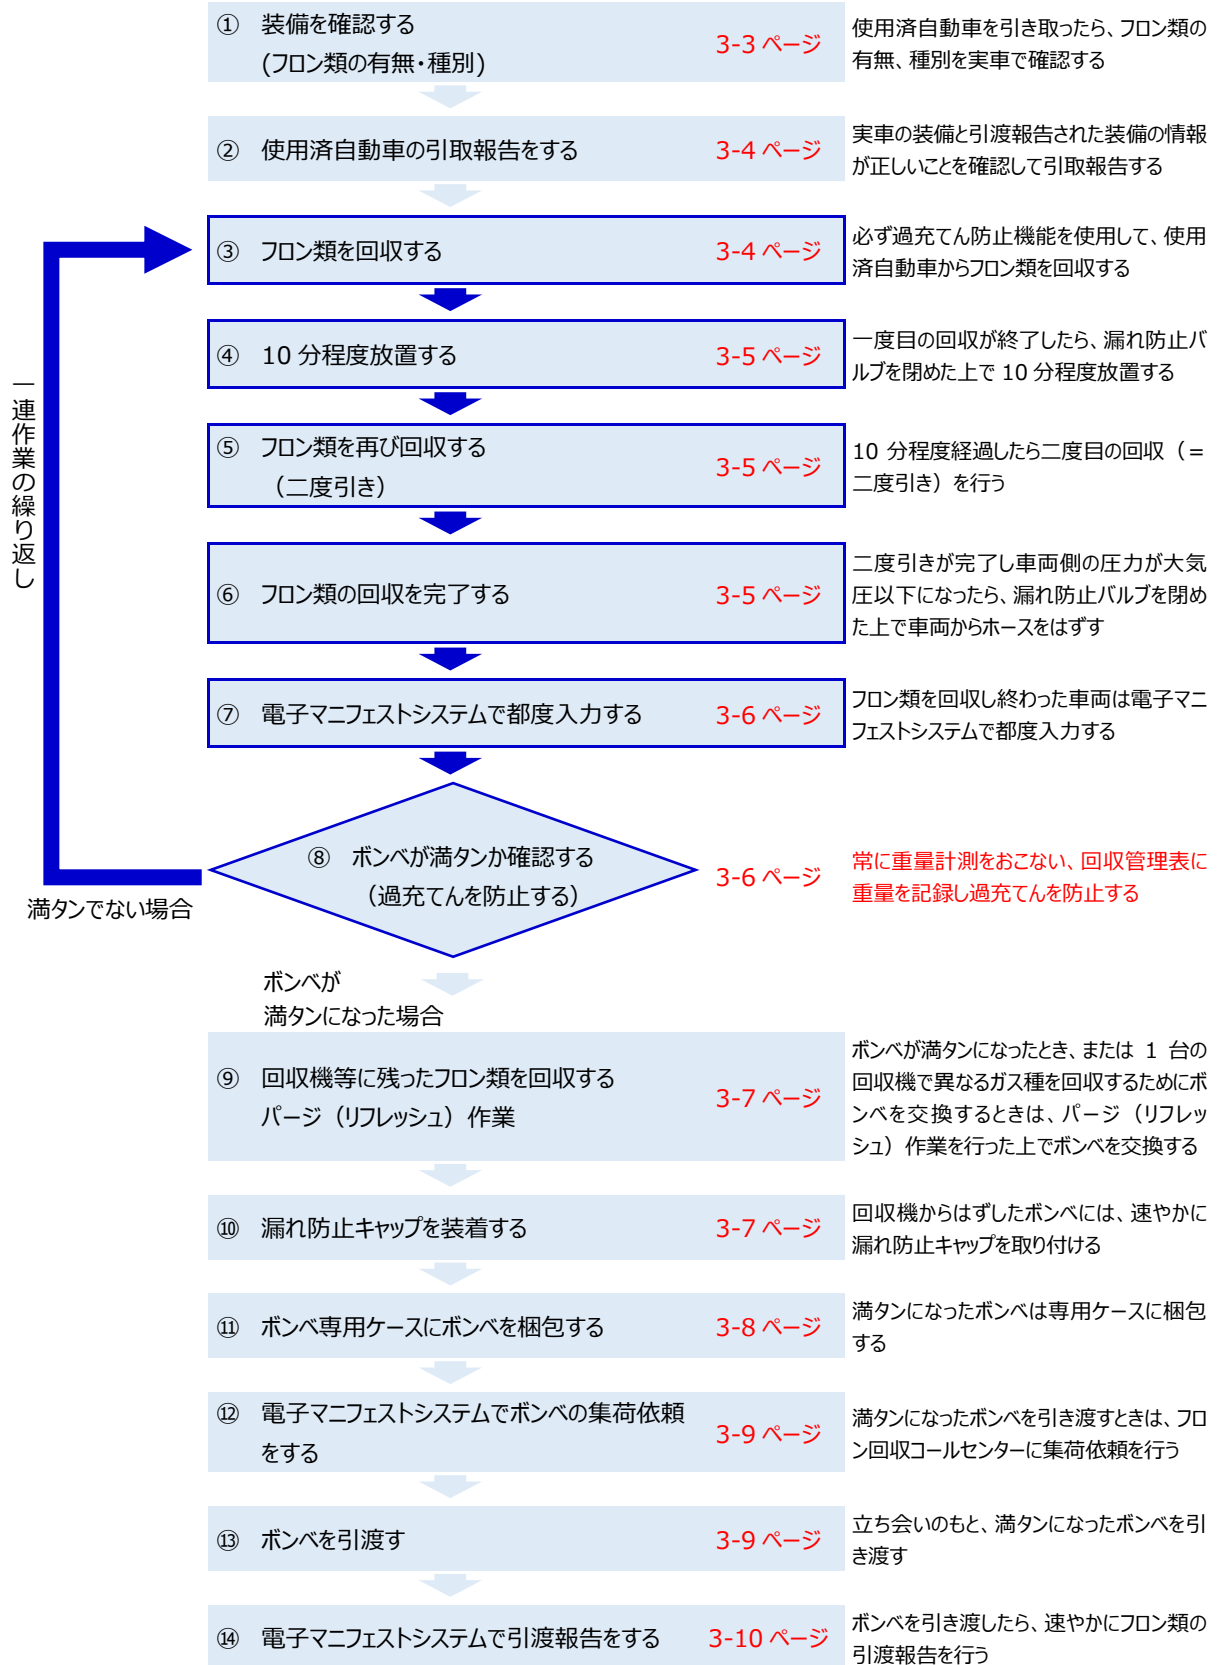 ① 装備を確認する
(フロン類の有無・種別)
3-3 ページ
使用済自動車を引き取ったら、フロン類の
有無、種別を実車で確認する
② 使用済自動車の引取報告をする
3-4 ページ
実車の装備と引渡報告された装備の情報
が正しいことを確認して引取報告する
③ フロン類を回収する
3-4 ページ
必ず過充てん防止機能を使用して、使用
済自動車からフロン類を回収する
④ 10 分程度放置する
3-5 ページ
一度目の回収が終了したら、漏れ防止バ
ルブを閉めた上で 10 分程度放置する
⑤ フロン類を再び回収する
（二度引き）
3-5 ページ
10 分程度経過したら二度目の回収（＝
二度引き）を行う
⑥ フロン類の回収を完了する
3-5 ページ
二度引きが完了し車両側の圧力が大気
圧以下になったら、漏れ防止バルブを閉め
た上で車両からホースをはずす
⑦ 電子マニフェストシステムで都度入力する
3-6 ページ
フロン類を回収し終わった車両は電子マニ
フェストシステムで都度入力する
一連作業の繰り返し
⑧ ボンベが満タンか確認する
（過充てんを防止する）
3-6 ページ
常に重量計測をおこない、回収管理表に
重量を記録し過充てんを防止する
満タンでない場合
ボンベが
満タンになった場合
⑨ 回収機等に残ったフロン類を回収する
パージ（リフレッシュ）作業
3-7 ページ
ボンベが満タンになったとき、または 1 台の
回収機で異なるガス種を回収するためにボ
ンベを交換するときは、パージ（リフレッ
シュ）作業を行った上でボンベを交換する
⑩ 漏れ防止キャップを装着する
3-7 ページ
回収機からはずしたボンベには、速やかに
漏れ防止キャップを取り付ける
⑪ ボンベ専用ケースにボンベを梱包する
3-8 ページ
満タンになったボンベは専用ケースに梱包
する
⑫ 電子マニフェストシステムでボンベの集荷依頼
をする
3-9 ページ
満タンになったボンベを引き渡すときは、フロ
ン回収コールセンターに集荷依頼を行う
⑬ ボンベを引渡す
3-9 ページ
立ち会いのもと、満タンになったボンベを引
き渡す
⑭ 電子マニフェストシステムで引渡報告をする
3-10 ページ
ボンベを引き渡したら、速やかにフロン類の
引渡報告を行う